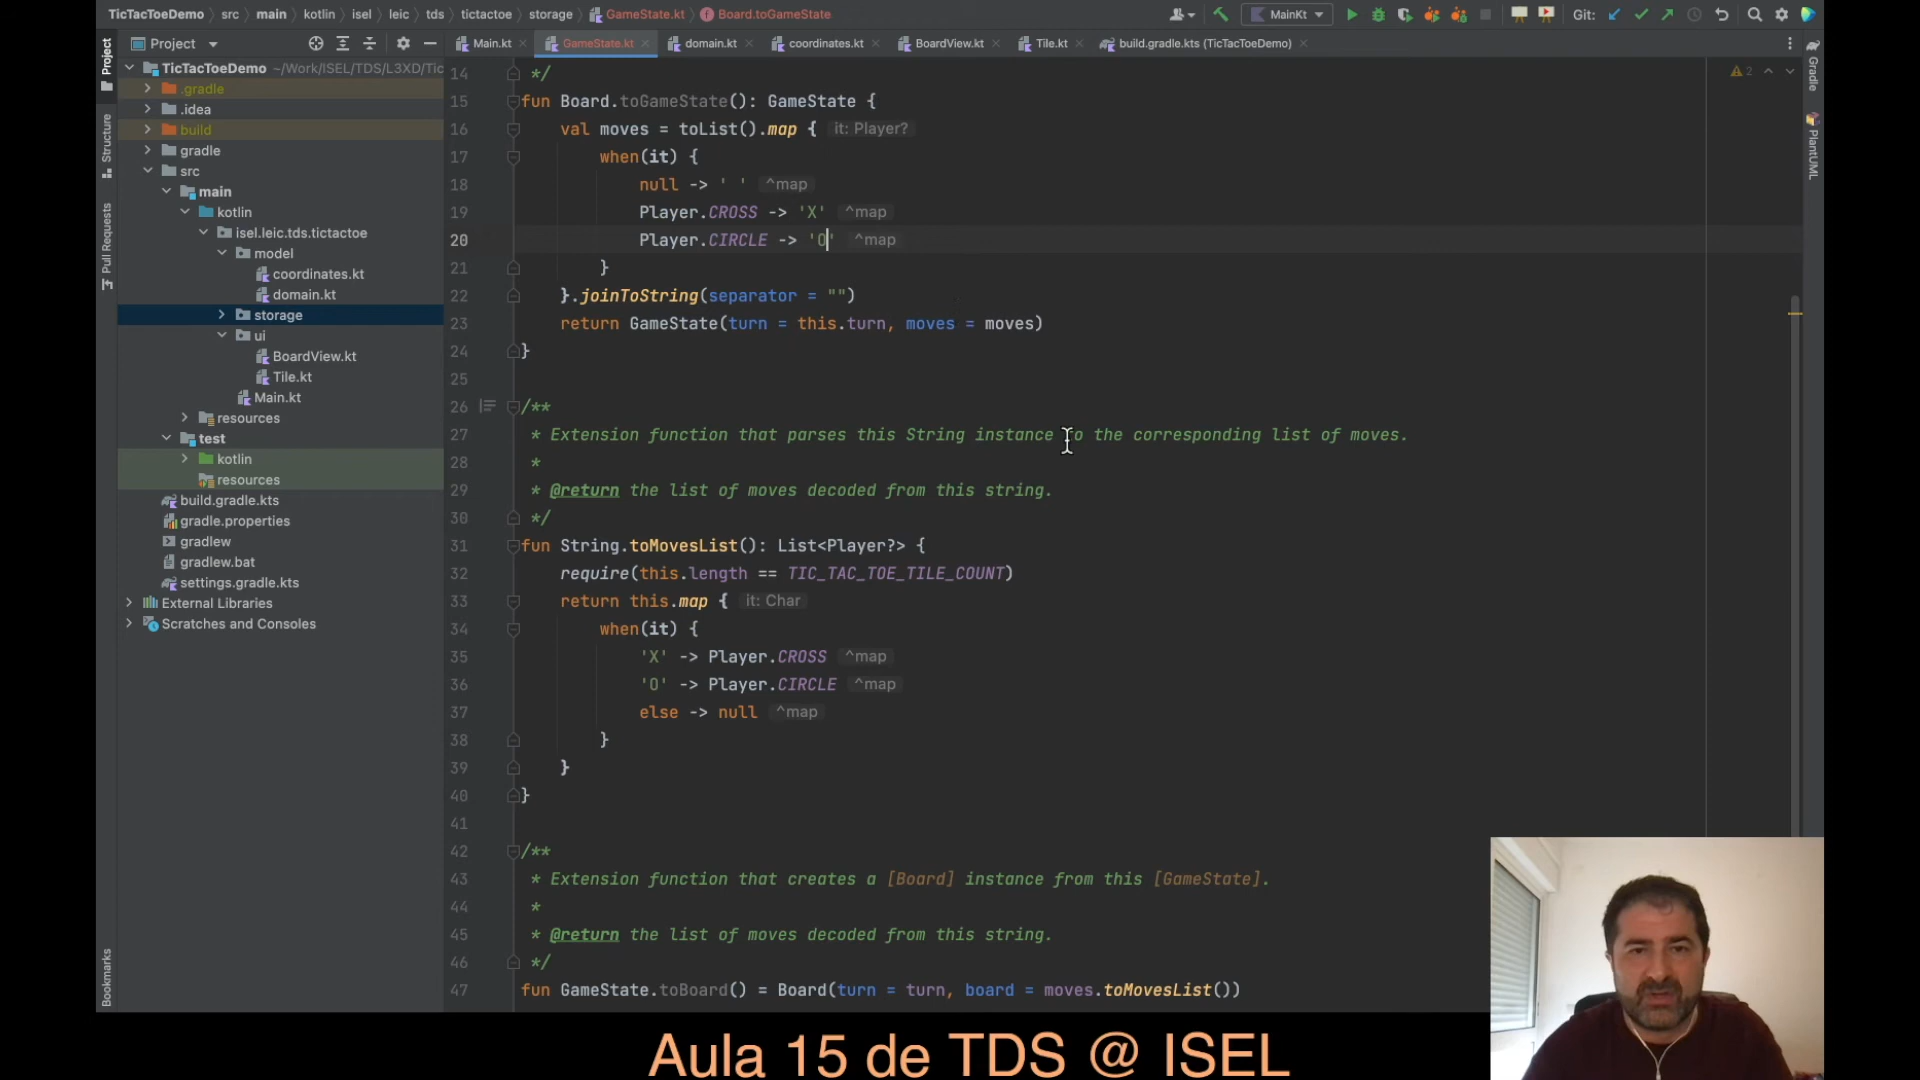 TicTacToeDemo › src › main › kotlin › isel › leic › tds › tictactoe › storage › GameState.kt › Board.toGameState
MainKt
Git:
Project
Main.kt
GameState.kt
domain.kt
coordinates.kt
BoardView.kt
Tile.kt
build.gradle.kts (TicTacToeDemo)
Project
Structure
Pull Requests
Bookmarks
Gradle
PlantUML
TicTacToeDemo ~/Work/ISEL/TDS/L3XD/Tic
.gradle
.idea
build
gradle
src
main
kotlin
isel.leic.tds.tictactoe
model
coordinates.kt
domain.kt
storage
ui
BoardView.kt
Tile.kt
Main.kt
resources
test
kotlin
resources
build.gradle.kts
gradle.properties
gradlew
gradlew.bat
settings.gradle.kts
External Libraries
Scratches and Consoles
2
14 */
15 fun Board.toGameState(): GameState {
16 val moves = toList().map { it: Player?
17 when(it) {
18 null -> ' ' ^map
19 Player.CROSS -> 'X' ^map
20 Player.CIRCLE -> 'O' ^map
21 }
22 }.joinToString(separator = "")
23 return GameState(turn = this.turn, moves = moves)
24 }
25
26 /**
27 * Extension function that parses this String instance to the corresponding list of moves.
28 *
29 * @return the list of moves decoded from this string.
30 */
31 fun String.toMovesList(): List<Player?> {
32 require(this.length == TIC_TAC_TOE_TILE_COUNT)
33 return this.map { it: Char
34 when(it) {
35 'X' -> Player.CROSS ^map
36 'O' -> Player.CIRCLE ^map
37 else -> null ^map
38 }
39 }
40 }
41
42 /**
43 * Extension function that creates a [Board] instance from this [GameState].
44 *
45 * @return the list of moves decoded from this string.
46 */
47 fun GameState.toBoard() = Board(turn = turn, board = moves.toMovesList())
Aula 15 de TDS @ ISEL